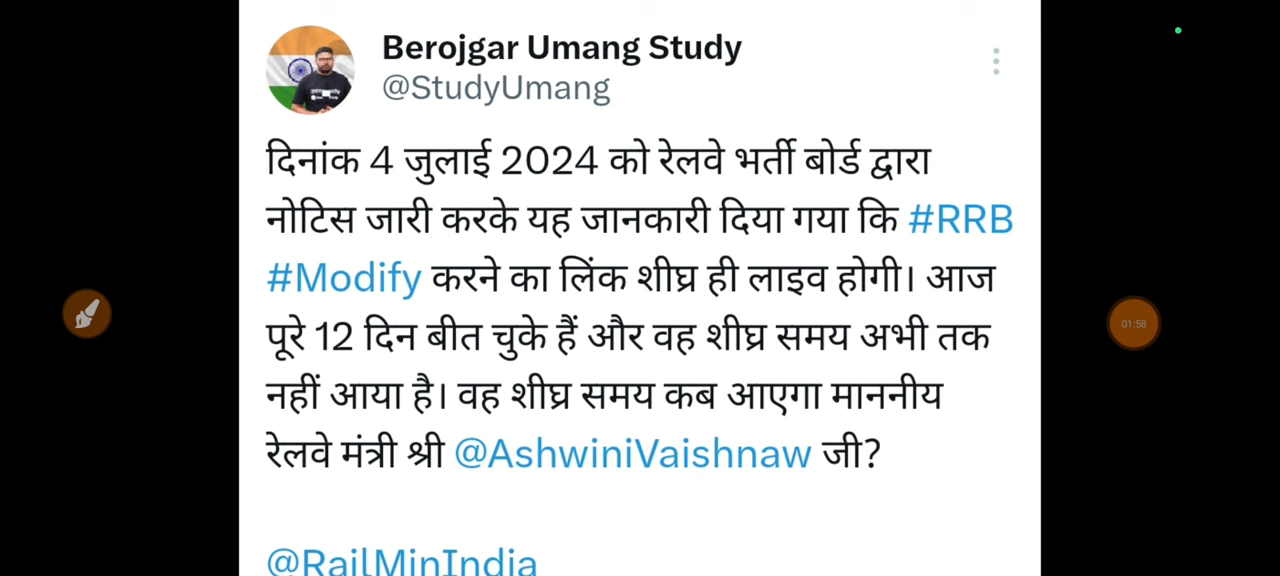 Berojgar Umang Study
@StudyUmang
दिनांक 4 जुलाई 2024 को रेलवे भर्ती बोर्ड द्वारा
नोटिस जारी करके यह जानकारी दिया गया कि #RRB
#Modify करने का लिंक शीघ्र ही लाइव होगी। आज
पूरे 12 दिन बीत चुके हैं और वह शीघ्र समय अभी तक
नहीं आया है। वह शीघ्र समय कब आएगा माननीय
रेलवे मंत्री श्री @AshwiniVaishnaw जी?
01:58
@RailMinIndia